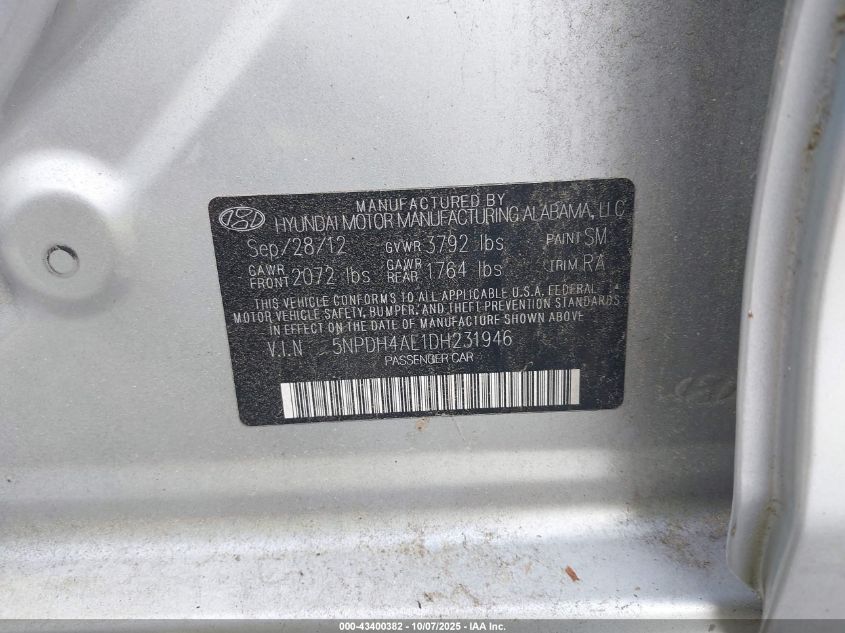 MANUFACTURED BY
HYUNDAI MOTOR MANUFACTURING ALABAMA, LLC
Sep/28/12 GVWR 3792 lbs PAINT SM
GAWR FRONT 2072 lbs GAWR REAR 1764 lbs TRIM RA
THIS VEHICLE CONFORMS TO ALL APPLICABLE U.S.A. FEDERAL
MOTOR VEHICLE SAFETY, BUMPER, AND THEFT PREVENTION STANDARDS
IN EFFECT ON THE DATE OF MANUFACTURE SHOWN ABOVE
V.I.N 5NPDH4AE1DH231946
PASSENGER CAR
000-43400382 - 10/07/2025 - IAA Inc.